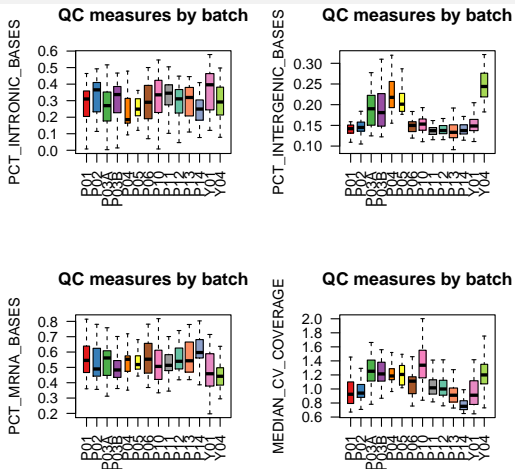 QC measures by batch
PCT_INTRONIC_BASES
0.6
0.5
0.4
0.3
0.2
0.1
0.0
P01 P02 P03A P03B P04 P05 P06 P10 P11 P12 P13 P14 Y01 Y04
QC measures by batch
PCT_INTERGENIC_BASES
0.30
0.25
0.20
0.15
0.10
P01 P02 P03A P03B P04 P05 P06 P10 P11 P12 P13 P14 Y01 Y04
QC measures by batch
PCT_MRNA_BASES
0.8
0.7
0.6
0.5
0.4
0.3
0.2
P01 P02 P03A P03B P04 P05 P06 P10 P11 P12 P13 P14 Y01 Y04
QC measures by batch
MEDIAN_CV_COVERAGE
2.0
1.8
1.6
1.4
1.2
1.0
0.8
0.6
P01 P02 P03A P03B P04 P05 P06 P10 P11 P12 P13 P14 Y01 Y04